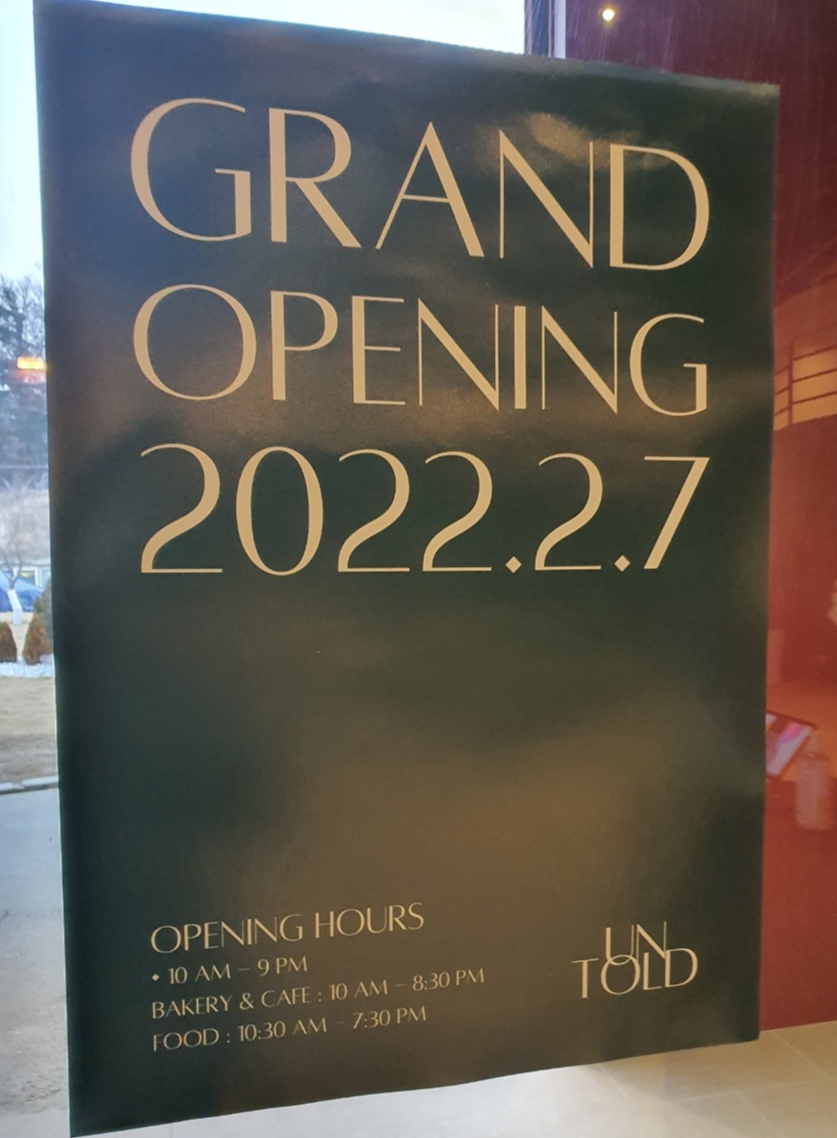 GRAND
OPENING
2022.2.7
OPENING HOURS
• 10 AM – 9 PM
BAKERY & CAFE : 10 AM – 8:30 PM
FOOD : 10:30 AM – 7:30 PM
UN
TOLD